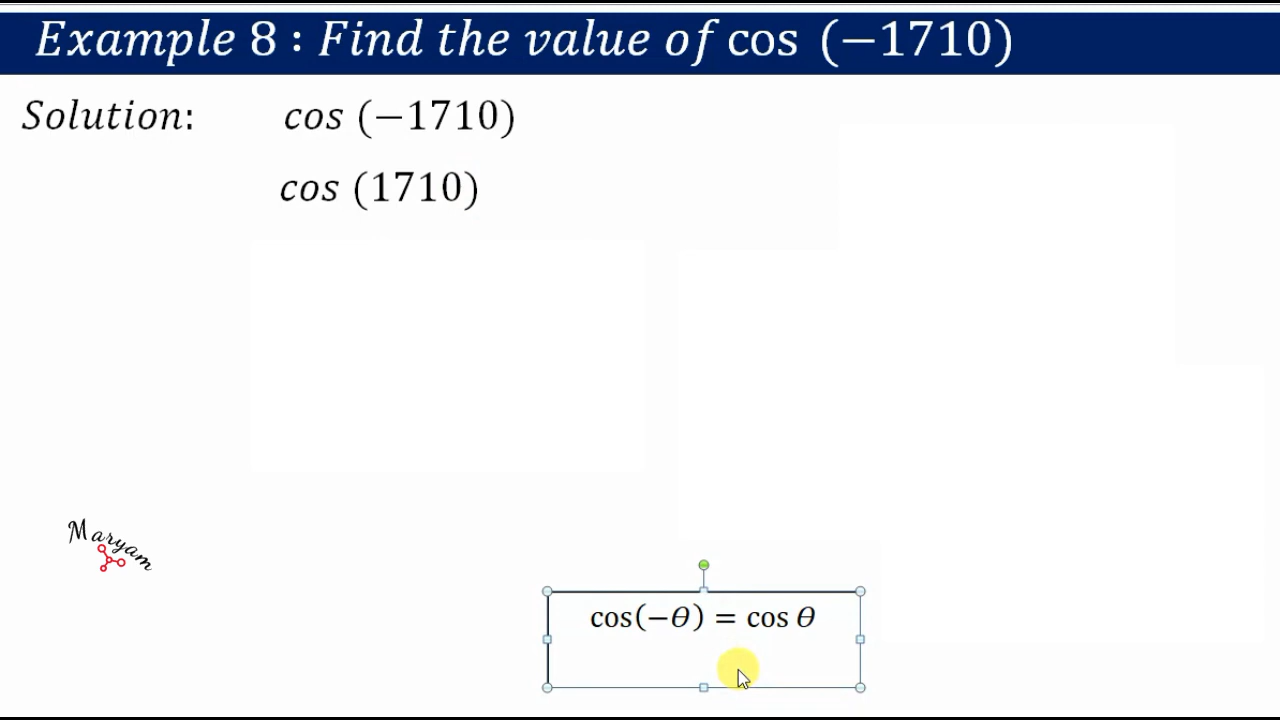 Example 8 : Find the value of cos (−1710)
Solution: cos (−1710)
cos (1710)
Maryam
cos(−θ) = cos θ